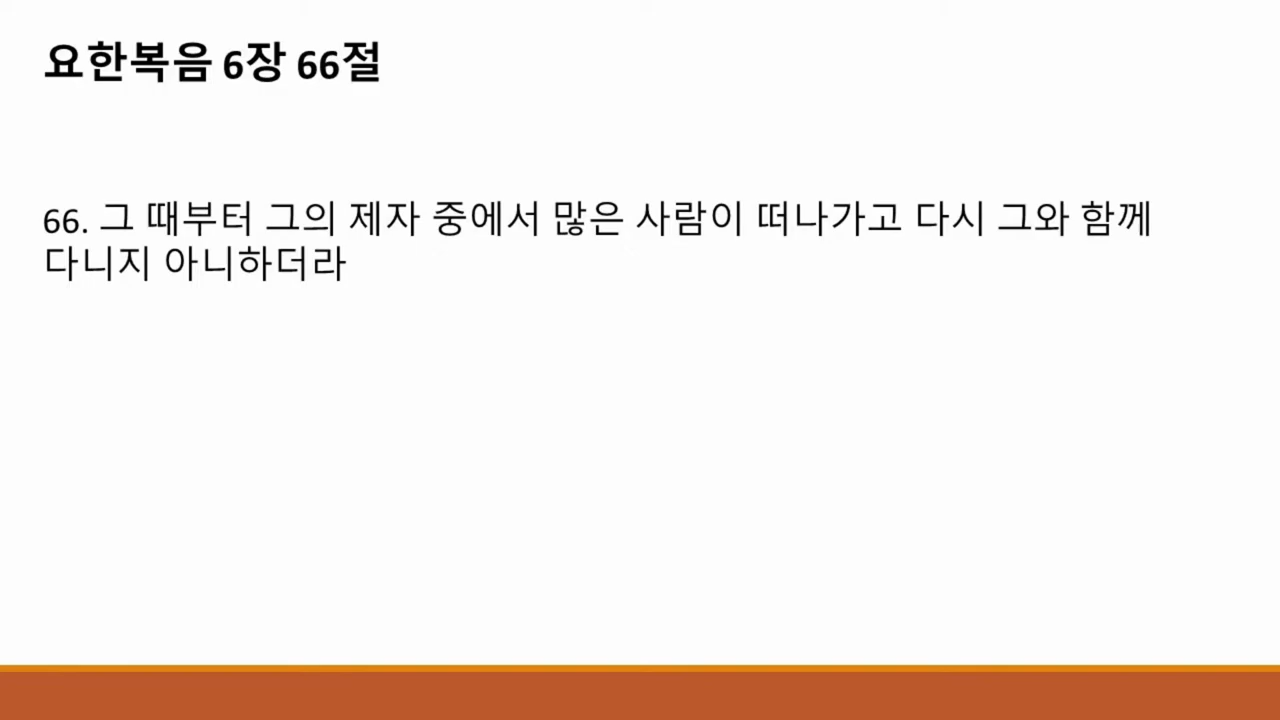 요한복음 6장 66절
66. 그 때부터 그의 제자 중에서 많은 사람이 떠나가고 다시 그와 함께
다니지 아니하더라